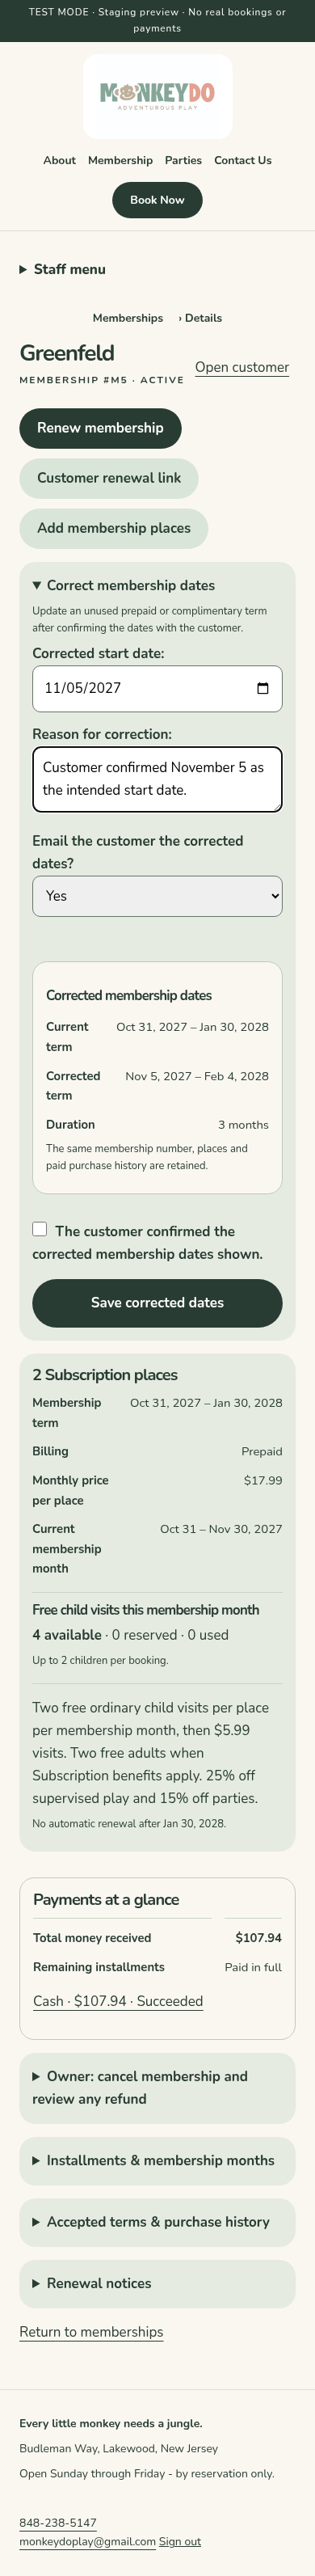 TEST MODE · Staging preview · No real bookings or
payments
MONKEYDO
ADVENTUROUS PLAY
About Membership Parties Contact Us
Book Now
▶ Staff menu
Memberships › Details
Greenfeld
MEMBERSHIP #M5 · ACTIVE
Open customer
Renew membership
Customer renewal link
Add membership places
▼ Correct membership dates
Update an unused prepaid or complimentary term
after confirming the dates with the customer.
Corrected start date:
11/05/2027
Reason for correction:
Customer confirmed November 5 as
the intended start date.
Email the customer the corrected
dates?
Yes
Corrected membership dates
Current
term
Oct 31, 2027 – Jan 30, 2028
Corrected
term
Nov 5, 2027 – Feb 4, 2028
Duration 3 months
The same membership number, places and
paid purchase history are retained.
The customer confirmed the
corrected membership dates shown.
Save corrected dates
2 Subscription places
Membership
term
Oct 31, 2027 – Jan 30, 2028
Billing Prepaid
Monthly price
per place
$17.99
Current
membership
month
Oct 31 – Nov 30, 2027
Free child visits this membership month
4 available · 0 reserved · 0 used
Up to 2 children per booking.
Two free ordinary child visits per place
per membership month, then $5.99
visits. Two free adults when
Subscription benefits apply. 25% off
supervised play and 15% off parties.
No automatic renewal after Jan 30, 2028.
Payments at a glance
Total money received $107.94
Remaining installments Paid in full
Cash · $107.94 · Succeeded
▶ Owner: cancel membership and
review any refund
▶ Installments & membership months
▶ Accepted terms & purchase history
▶ Renewal notices
Return to memberships
Every little monkey needs a jungle.
Budleman Way, Lakewood, New Jersey
Open Sunday through Friday - by reservation only.
848-238-5147
monkeydoplay@gmail.com Sign out